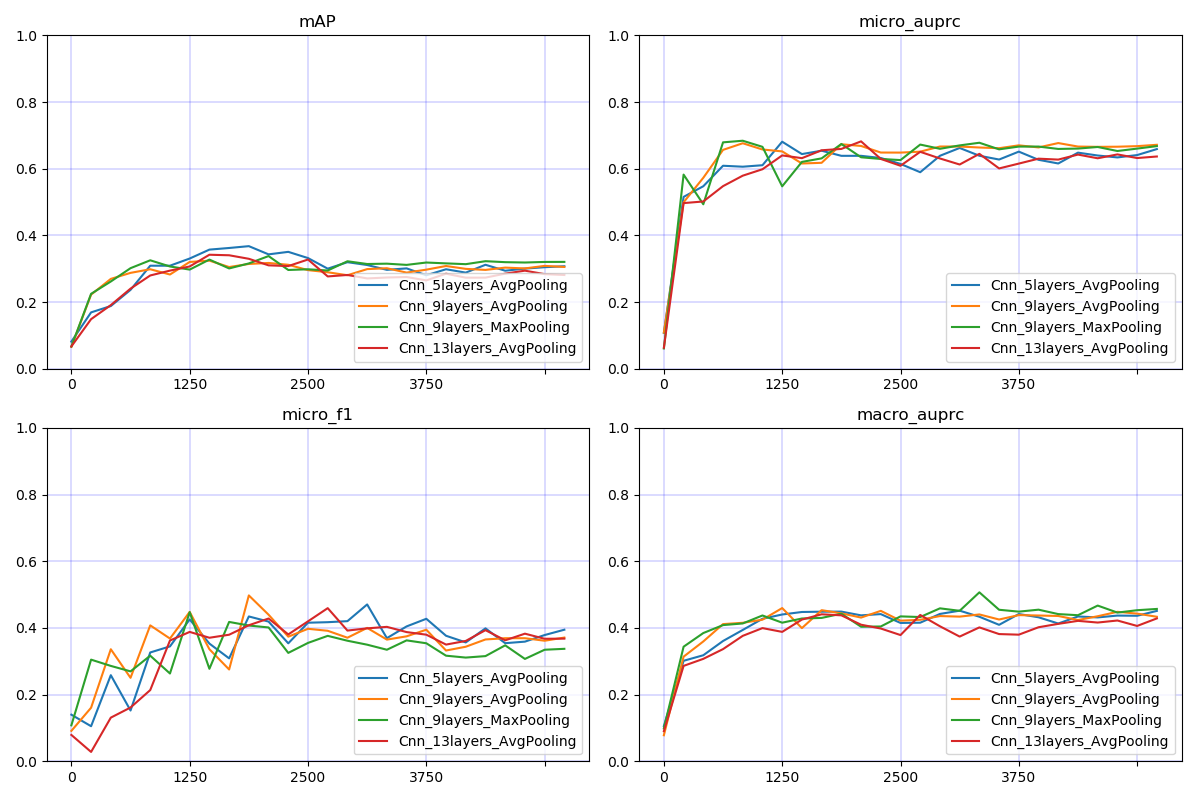 mAP
1.0
0.8
0.6
0.4
0.2
0.0
0 1250 2500 3750
Cnn_5layers_AvgPooling
Cnn_9layers_AvgPooling
Cnn_9layers_MaxPooling
Cnn_13layers_AvgPooling
micro_auprc
1.0
0.8
0.6
0.4
0.2
0.0
0 1250 2500 3750
Cnn_5layers_AvgPooling
Cnn_9layers_AvgPooling
Cnn_9layers_MaxPooling
Cnn_13layers_AvgPooling
micro_f1
1.0
0.8
0.6
0.4
0.2
0.0
0 1250 2500 3750
Cnn_5layers_AvgPooling
Cnn_9layers_AvgPooling
Cnn_9layers_MaxPooling
Cnn_13layers_AvgPooling
macro_auprc
1.0
0.8
0.6
0.4
0.2
0.0
0 1250 2500 3750
Cnn_5layers_AvgPooling
Cnn_9layers_AvgPooling
Cnn_9layers_MaxPooling
Cnn_13layers_AvgPooling